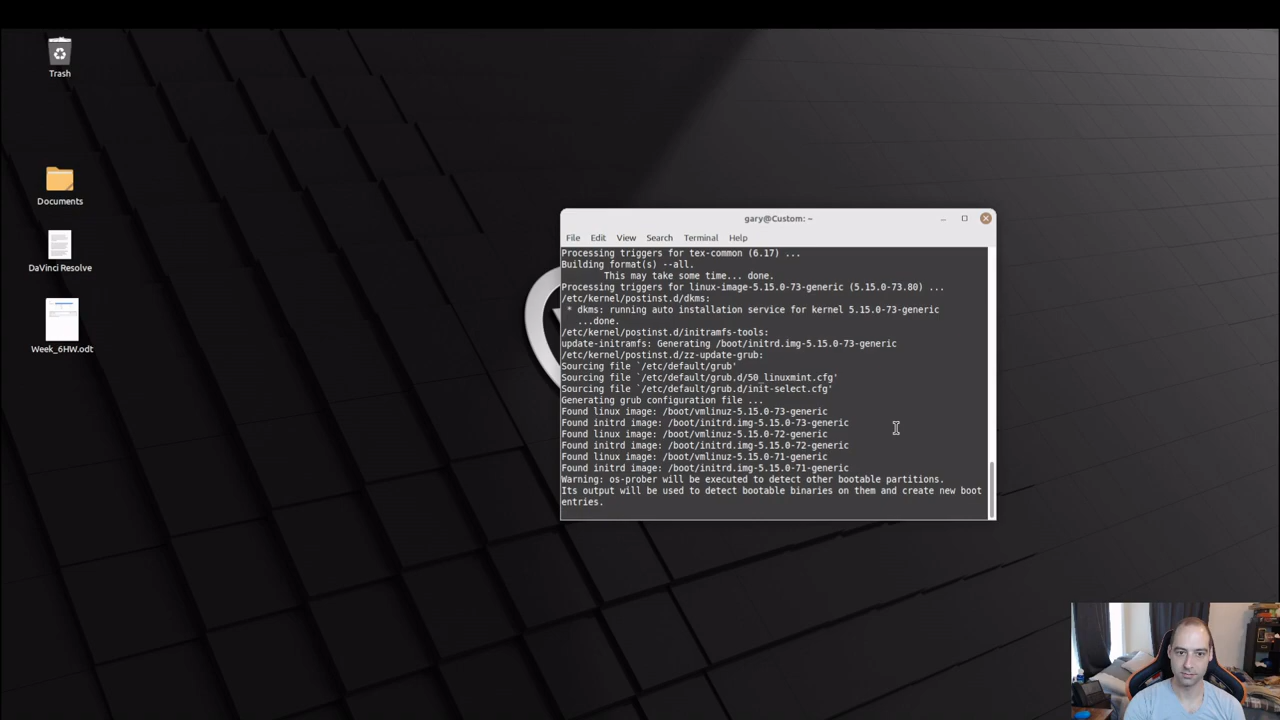 Trash
Documents
DaVinci Resolve
Week_6HW.odt
gary@Custom: ~
File Edit View Search Terminal Help
Processing triggers for tex-common (6.17) ...
Building format(s) --all.
        This may take some time... done.
Processing triggers for linux-image-5.15.0-73-generic (5.15.0-73.80) ...
/etc/kernel/postinst.d/dkms:
 * dkms: running auto installation service for kernel 5.15.0-73-generic
   ...done.
/etc/kernel/postinst.d/initramfs-tools:
update-initramfs: Generating /boot/initrd.img-5.15.0-73-generic
/etc/kernel/postinst.d/zz-update-grub:
Sourcing file `/etc/default/grub'
Sourcing file `/etc/default/grub.d/50_linuxmint.cfg'
Sourcing file `/etc/default/grub.d/init-select.cfg'
Generating grub configuration file ...
Found linux image: /boot/vmlinuz-5.15.0-73-generic
Found initrd image: /boot/initrd.img-5.15.0-73-generic
Found linux image: /boot/vmlinuz-5.15.0-72-generic
Found initrd image: /boot/initrd.img-5.15.0-72-generic
Found linux image: /boot/vmlinuz-5.15.0-71-generic
Found initrd image: /boot/initrd.img-5.15.0-71-generic
Warning: os-prober will be executed to detect other bootable partitions.
Its output will be used to detect bootable binaries on them and create new boot
entries.